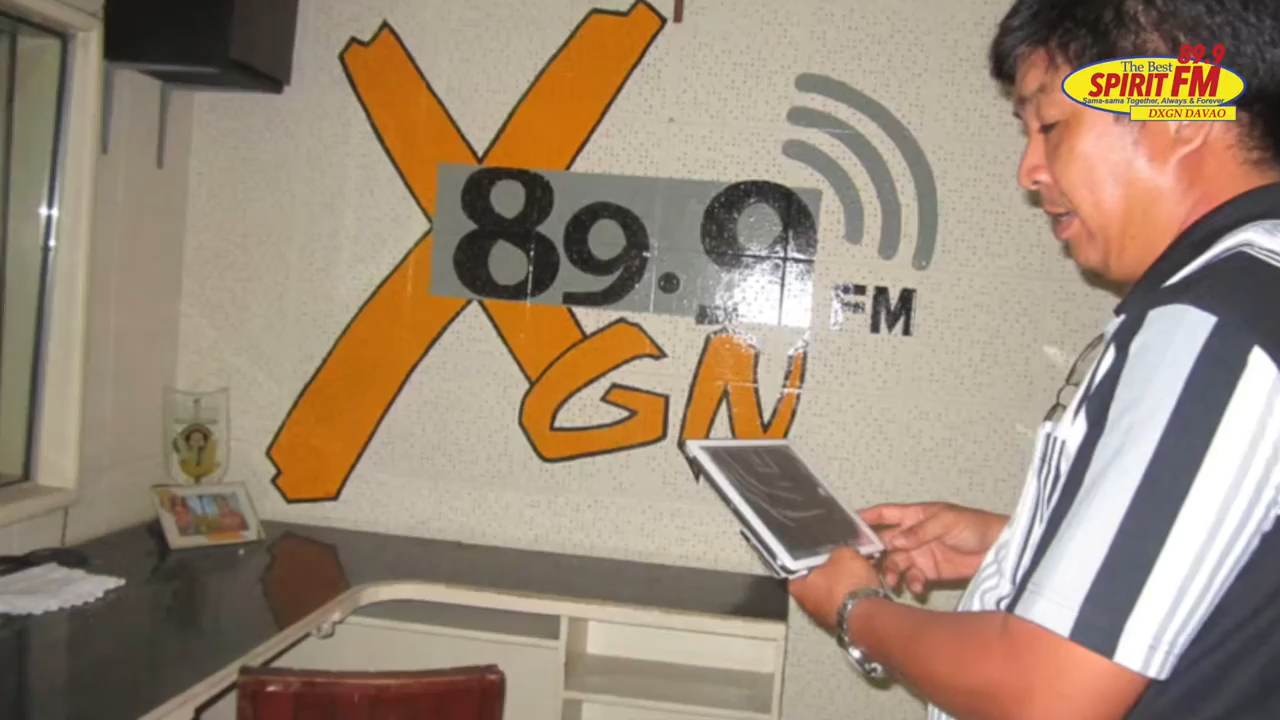 89.9
The Best
SPIRIT FM
Sama-sama Together, Always & Forever
DXGN DAVAO
X
89.9
FM
GN